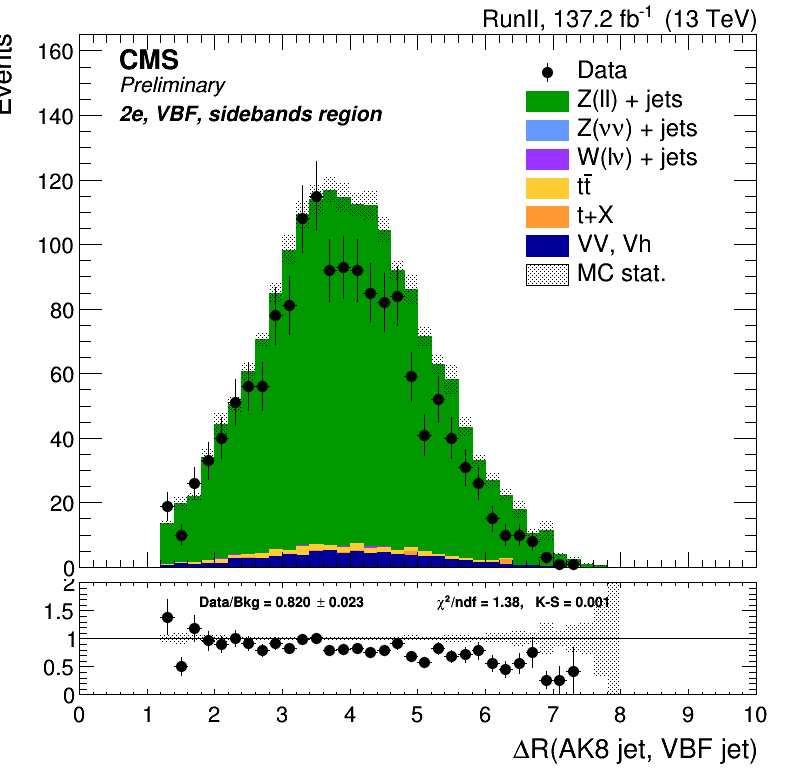 RunII, 137.2 fb⁻¹ (13 TeV)
Events
CMS
Preliminary
2e, VBF, sidebands region
Data
Z(ll) + jets
Z(νν) + jets
W(lν) + jets
tt̄
t+X
VV, Vh
MC stat.
160
140
120
100
80
60
40
20
0
2
1.5
1
0.5
0
Data/Bkg = 0.820 ± 0.023
χ²/ndf = 1.38, K-S = 0.001
0 1 2 3 4 5 6 7 8 9 10
ΔR(AK8 jet, VBF jet)